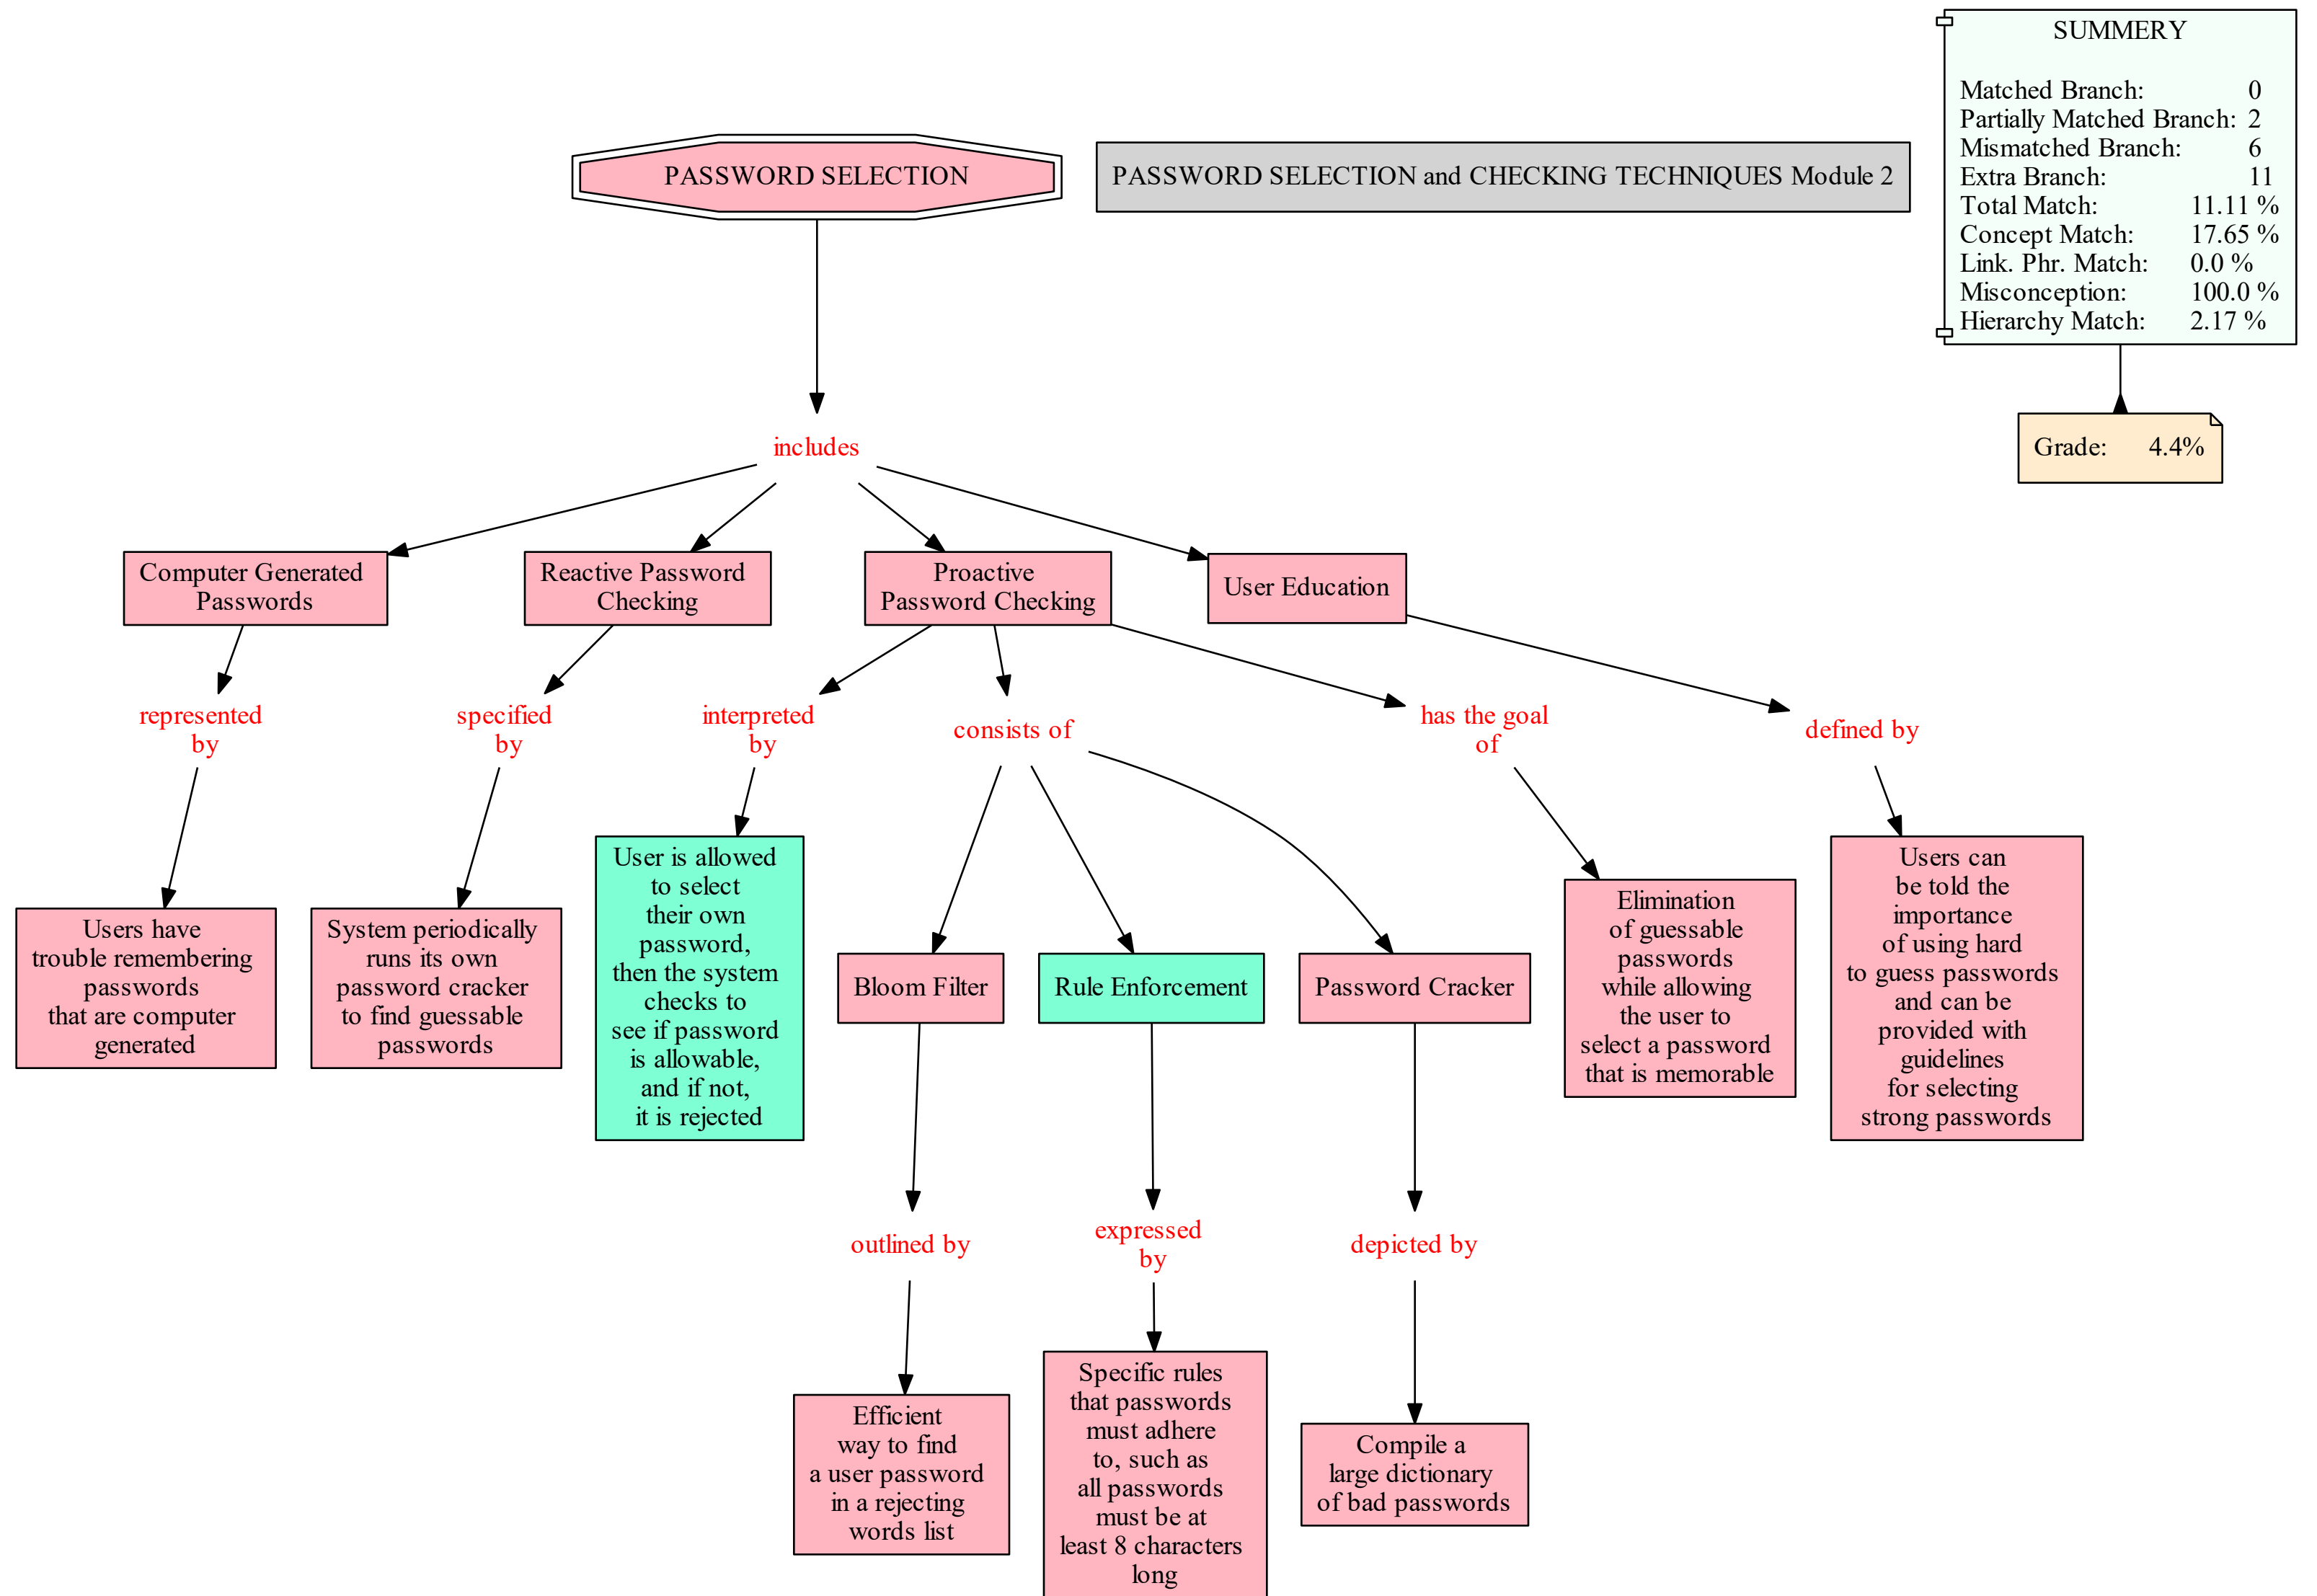 SUMMERY
Matched Branch: 0
Partially Matched Branch: 2
Mismatched Branch: 6
Extra Branch: 11
Total Match: 11.11 %
Concept Match: 17.65 %
Link. Phr. Match: 0.0 %
Misconception: 100.0 %
Hierarchy Match: 2.17 %
PASSWORD SELECTION
PASSWORD SELECTION and CHECKING TECHNIQUES Module 2
Grade: 4.4%
includes
Computer Generated
Passwords
Reactive Password
Checking
Proactive
Password Checking
User Education
represented
by
specified
by
interpreted
by
consists of
has the goal
of
defined by
Users have
trouble remembering
passwords
that are computer
generated
System periodically
runs its own
password cracker
to find guessable
passwords
User is allowed
to select
their own
password,
then the system
checks to
see if password
is allowable,
and if not,
it is rejected
Bloom Filter
Rule Enforcement
Password Cracker
Elimination
of guessable
passwords
while allowing
the user to
select a password
that is memorable
Users can
be told the
importance
of using hard
to guess passwords
and can be
provided with
guidelines
for selecting
strong passwords
outlined by
expressed
by
depicted by
Efficient
way to find
a user password
in a rejecting
words list
Specific rules
that passwords
must adhere
to, such as
all passwords
must be at
least 8 characters
long
Compile a
large dictionary
of bad passwords